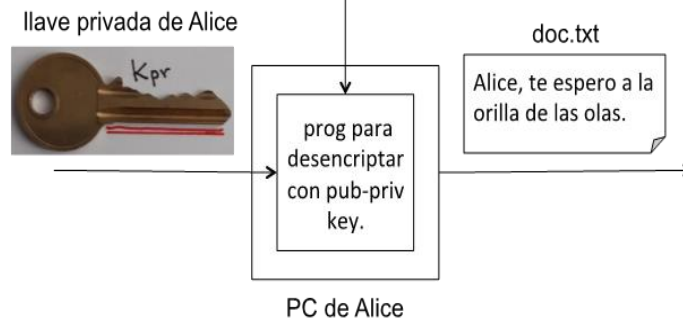 llave privada de Alice
Kpr
prog para
desencriptar
con pub-priv
key.
PC de Alice
doc.txt
Alice, te espero a la
orilla de las olas.